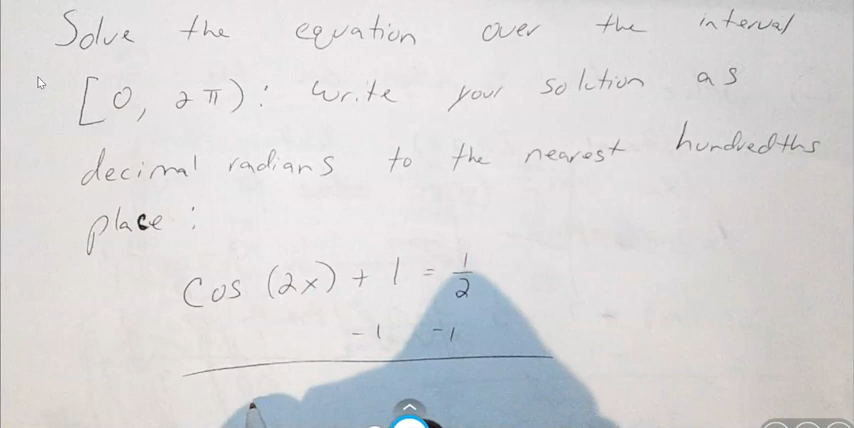 Solve the equation over the interval
[0, 2π): write your solution as
decimal radians to the nearest hundredths
place:
cos (2x) + 1 = 1/2
-1 -1